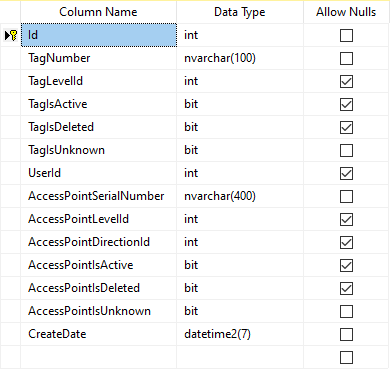 Column Name Data Type Allow Nulls
Id int
TagNumber nvarchar(100)
TagLevelId int
TagIsActive bit
TagIsDeleted bit
TagIsUnknown bit
UserId int
AccessPointSerialNumber nvarchar(400)
AccessPointLevelId int
AccessPointDirectionId int
AccessPointIsActive bit
AccessPointIsDeleted bit
AccessPointIsUnknown bit
CreateDate datetime2(7)